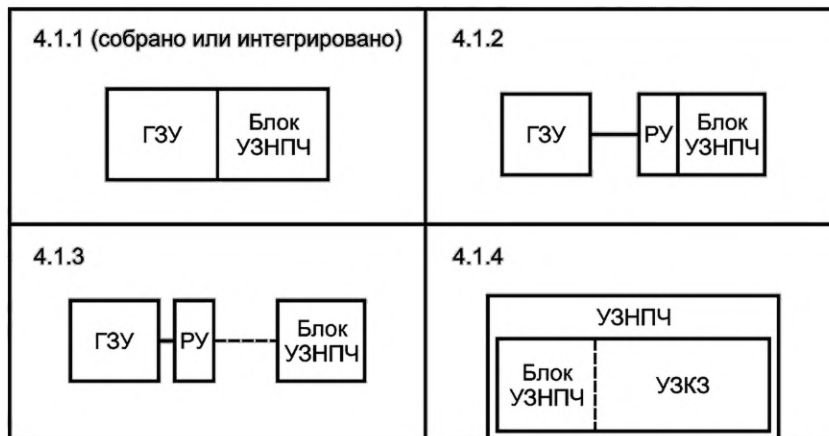 4.1.1 (собрано или интегрировано)
ГЗУ
Блок
УЗНПЧ
4.1.2
ГЗУ
РУ
Блок
УЗНПЧ
4.1.3
ГЗУ
РУ
Блок
УЗНПЧ
4.1.4
УЗНПЧ
Блок
УЗНПЧ
УЗКЗ